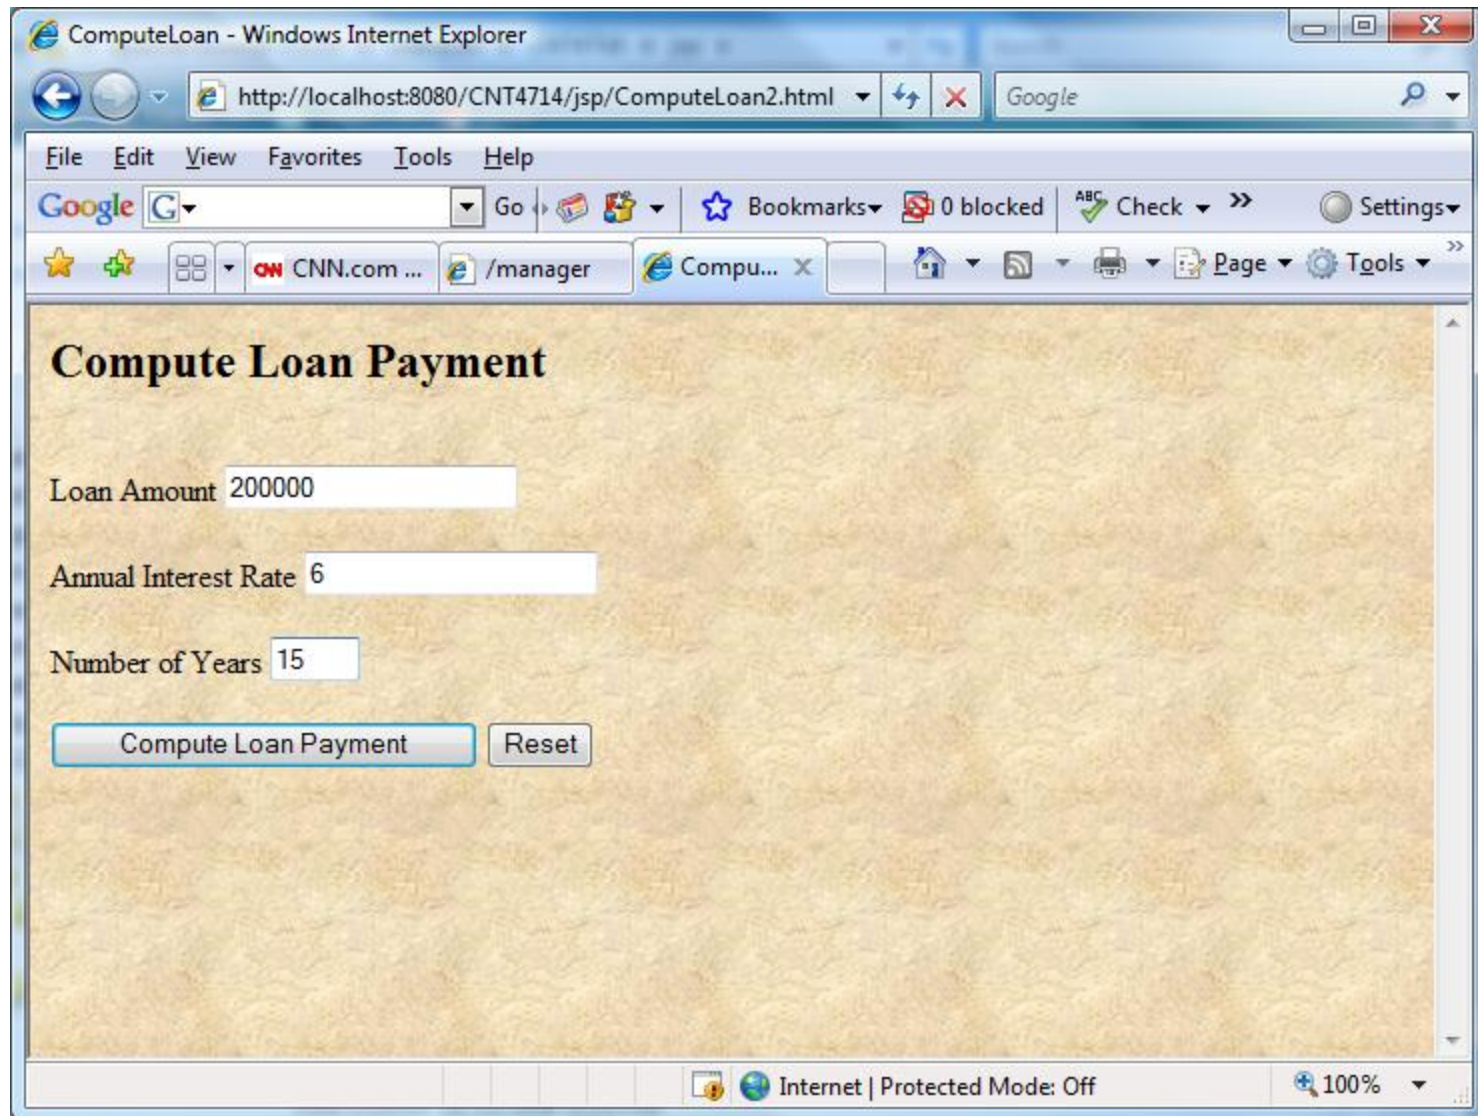 ComputeLoan - Windows Internet Explorer
http://localhost:8080/CNT4714/jsp/ComputeLoan2.html
Google
File Edit View Favorites Tools Help
Google G Go Bookmarks 0 blocked ABC Check » Settings
CNN CNN.com ... /manager Compu... Page Tools »
Compute Loan Payment
Loan Amount 200000
Annual Interest Rate 6
Number of Years 15
Compute Loan Payment Reset
Internet | Protected Mode: Off 100%